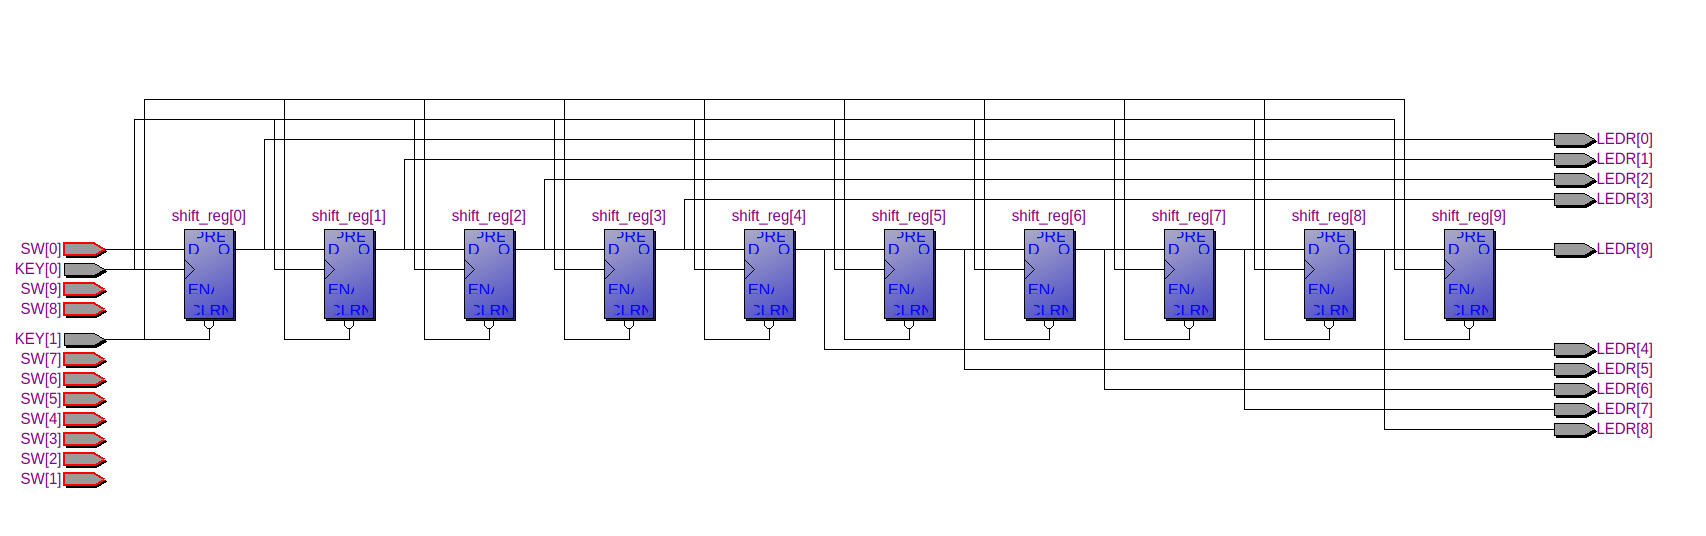 LEDR[0]
LEDR[1]
LEDR[2]
LEDR[3]
shift_reg[0] shift_reg[1] shift_reg[2] shift_reg[3] shift_reg[4] shift_reg[5] shift_reg[6] shift_reg[7] shift_reg[8] shift_reg[9]
PRE PRE PRE PRE PRE PRE PRE PRE PRE PRE
SW[0] D Q D Q D Q D Q D Q D Q D Q D Q D Q D Q LEDR[9]
KEY[0]
SW[9] ENA ENA ENA ENA ENA ENA ENA ENA ENA ENA
SW[8] CLRN CLRN CLRN CLRN CLRN CLRN CLRN CLRN CLRN CLRN
KEY[1]
LEDR[4]
SW[7]
LEDR[5]
SW[6]
LEDR[6]
SW[5]
LEDR[7]
SW[4]
LEDR[8]
SW[3]
SW[2]
SW[1]